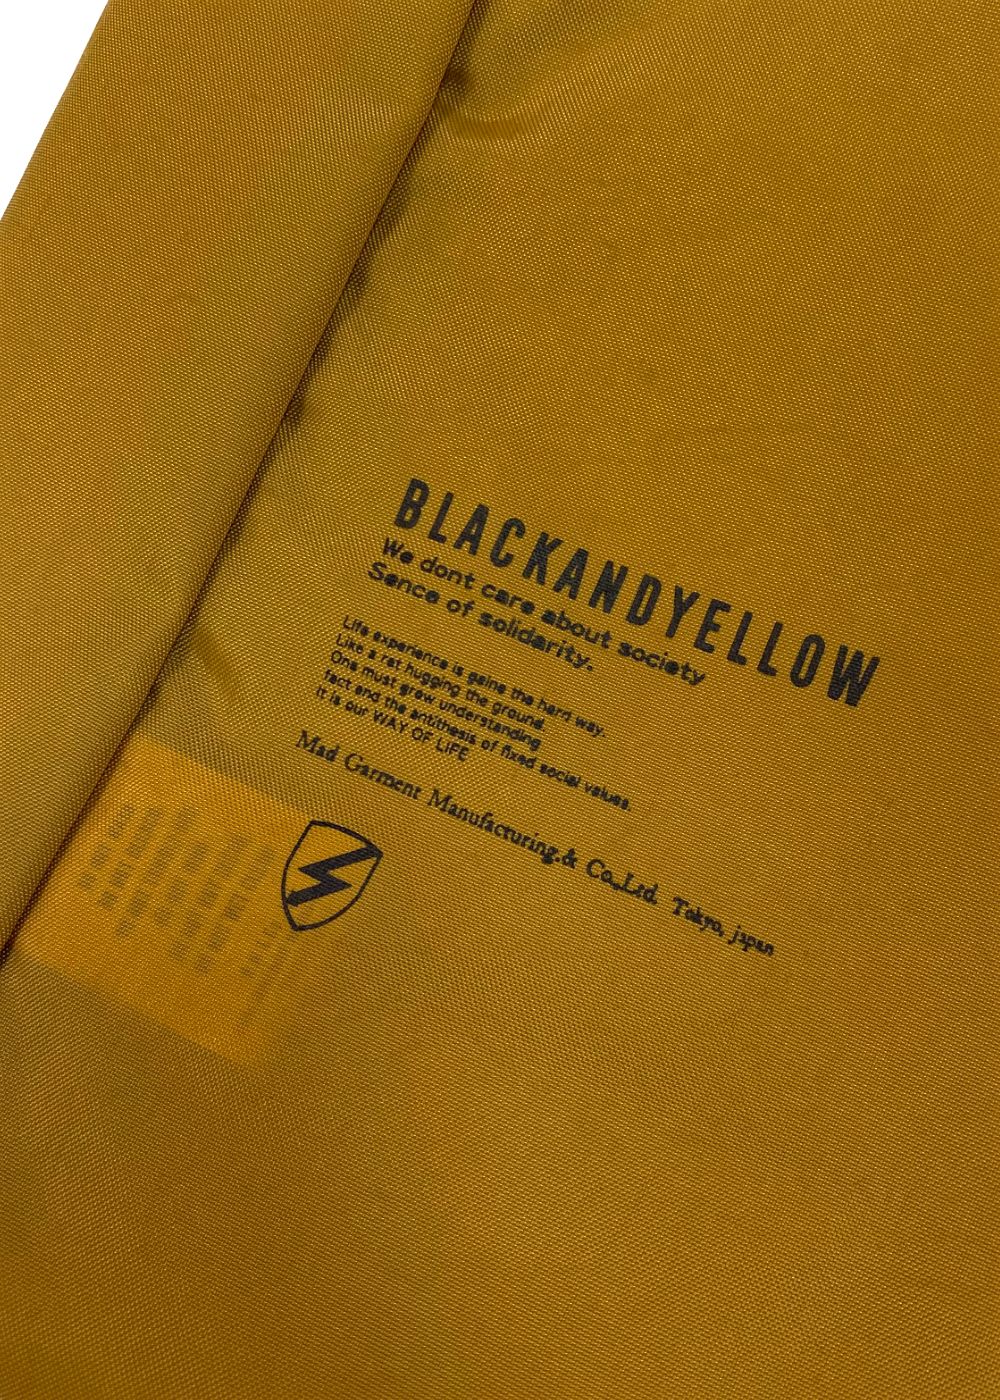 BLACKANDYELLOW
We dont care about society
Sence of solidarity.
Life experience is gains the hard way.
Like a rat hugging the ground.
One must grow understanding
fact and the antithesis of fixed social values.
It is our WAY OF LIFE
Mad Garment Manufacturing.& Co.,Ltd. Tokyo, japan